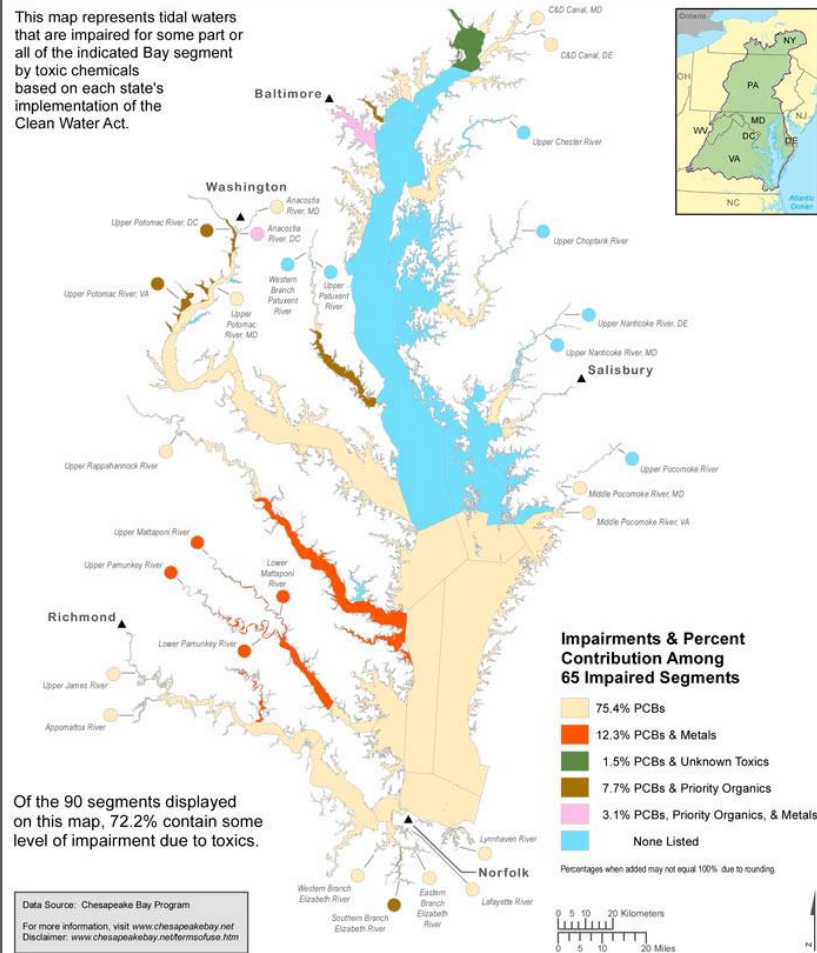 This map represents tidal waters
that are impaired for some part or
all of the indicated Bay segment
by toxic chemicals
based on each state's
implementation of the
Clean Water Act.
C&D Canal, MD
C&D Canal, DE
Ontario
NY
OH
PA
NJ
MD
WV
DC
DE
VA
NC
Atlantic
Ocean
Baltimore
Upper Chester River
Washington
Anacostia
River, MD
Upper Potomac River, DC
Anacostia
River, DC
Upper Choptank River
Western
Branch
Patuxent
River
Upper
Patuxent
River
Upper Potomac River, VA
Upper
Potomac
River, MD
Upper Nanticoke River, DE
Upper Nanticoke River, MD
Salisbury
Upper Rappahannock River
Upper Pocomoke River
Middle Pocomoke River, MD
Middle Pocomoke River, VA
Upper Mattaponi River
Upper Pamunkey River
Lower
Mattaponi
River
Richmond
Lower Pamunkey River
Upper James River
Appomattox River
Impairments & Percent
Contribution Among
65 Impaired Segments
75.4% PCBs
12.3% PCBs & Metals
1.5% PCBs & Unknown Toxics
7.7% PCBs & Priority Organics
3.1% PCBs, Priority Organics, & Metals
None Listed
Percentages when added may not equal 100% due to rounding.
Of the 90 segments displayed
on this map, 72.2% contain some
level of impairment due to toxics.
Lynnhaven River
Norfolk
Lafayette River
Western Branch
Elizabeth River
Eastern
Branch
Elizabeth
River
Southern Branch
Elizabeth River
Data Source: Chesapeake Bay Program
For more information, visit www.chesapeakebay.net
Disclaimer: www.chesapeakebay.net/termsofuse.htm
0 5 10 20 Kilometers
0 5 10 20 Miles
N